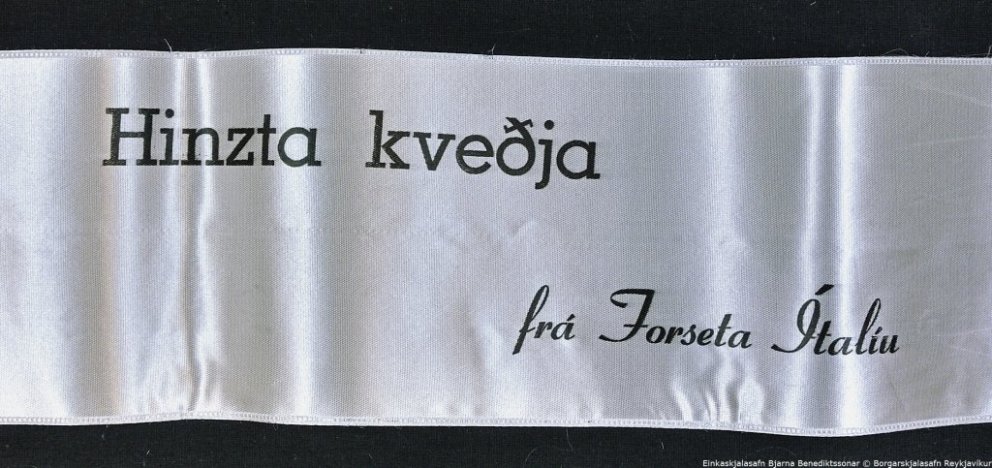 Hinzta kveðja
frá Forseta Ítalíu
Einkaskjalasafn Bjarna Benediktssonar © Borgarskjalasafn Reykjavíkur